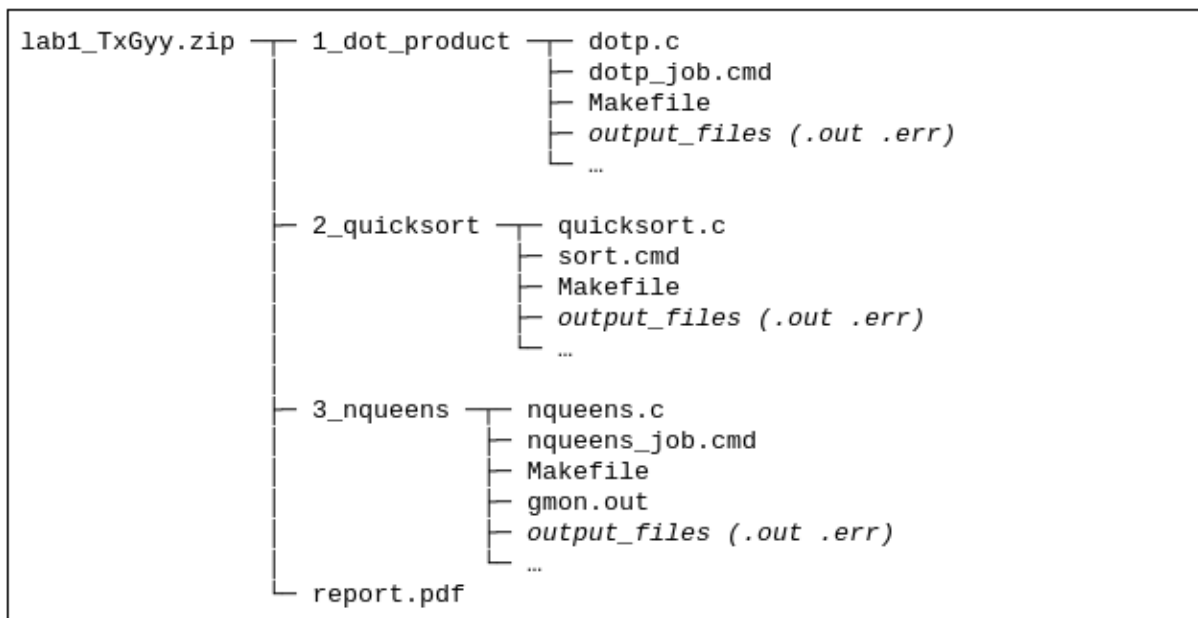 lab1_TxGyy.zip ─┬─ 1_dot_product ─┬─ dotp.c
├─ dotp_job.cmd
├─ Makefile
├─ output_files (.out .err)
└─ …
├─ 2_quicksort ─┬─ quicksort.c
├─ sort.cmd
├─ Makefile
├─ output_files (.out .err)
└─ …
├─ 3_nqueens ─┬─ nqueens.c
├─ nqueens_job.cmd
├─ Makefile
├─ gmon.out
├─ output_files (.out .err)
└─ …
└─ report.pdf